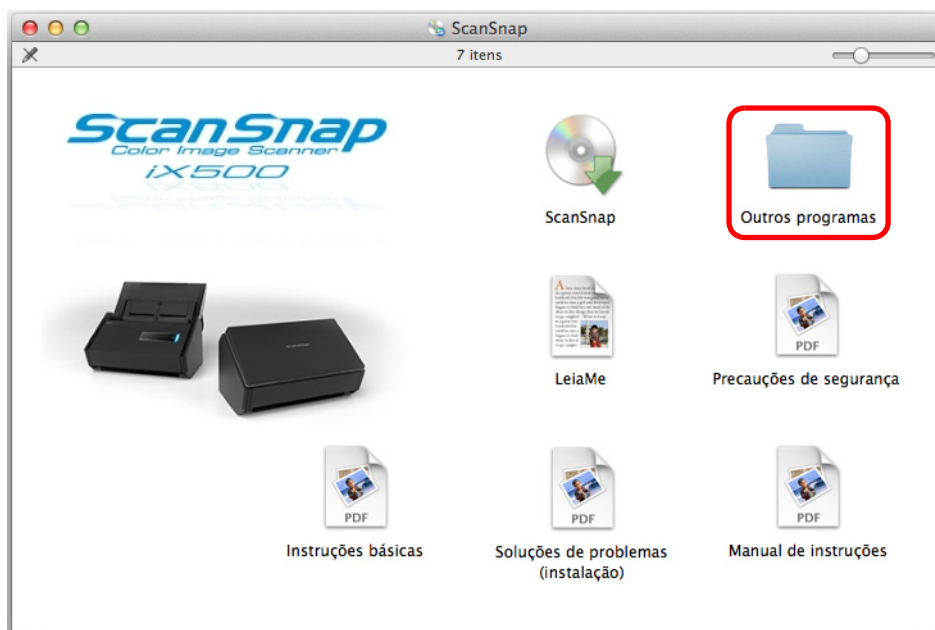 ScanSnap
7 itens
ScanSnap
Color Image Scanner
iX500
ScanSnap
Outros programas
LeiaMe
PDF
Precauções de segurança
PDF
Instruções básicas
PDF
Soluções de problemas
(instalação)
PDF
Manual de instruções